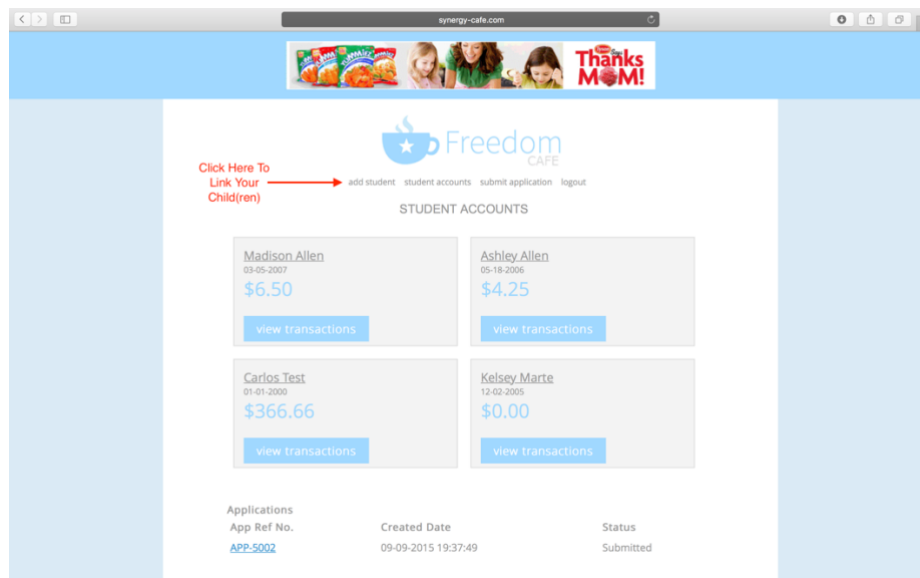 synergy-cafe.com
Thanks
MOM!
Freedom
CAFE
Click Here To
Link Your
Child(ren)
add student student accounts submit application logout
STUDENT ACCOUNTS
Madison Allen
03-05-2007
$6.50
view transactions
Ashley Allen
05-18-2006
$4.25
view transactions
Carlos Test
01-01-2000
$366.66
view transactions
Kelsey Marte
12-02-2005
$0.00
view transactions
Applications
App Ref No. Created Date Status
APP-5002 09-09-2015 19:37:49 Submitted